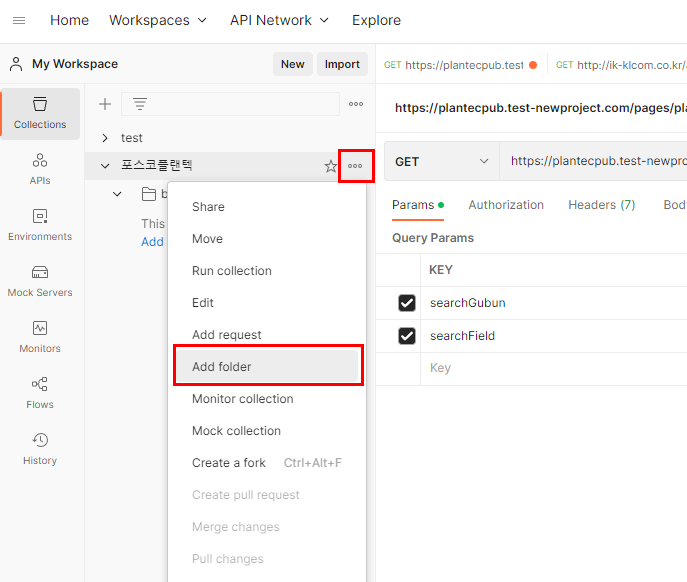 Home Workspaces API Network Explore
My Workspace New Import
GET https://plantecpub.test GET http://ik-klcom.co.kr/
Collections
APIs
Environments
Mock Servers
Monitors
Flows
History
test
포스코플랜텍
b
This
Add
Share
Move
Run collection
Edit
Add request
Add folder
Monitor collection
Mock collection
Create a fork Ctrl+Alt+F
Create pull request
Merge changes
Pull changes
https://plantecpub.test-newproject.com/pages/pla
GET https://plantecpub.test-newpro
Params Authorization Headers (7) Bod
Query Params
KEY
searchGubun
searchField
Key